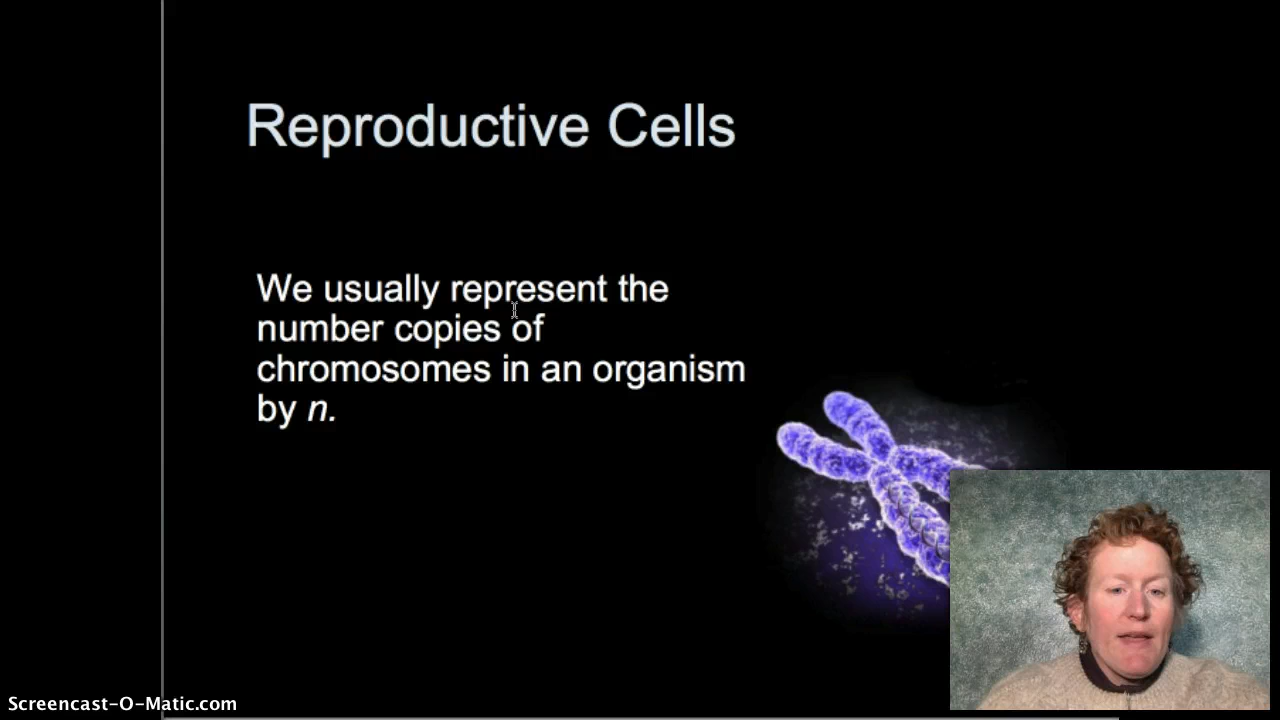 Reproductive Cells
We usually represent the
number copies of
chromosomes in an organism
by n.
Screencast-O-Matic.com